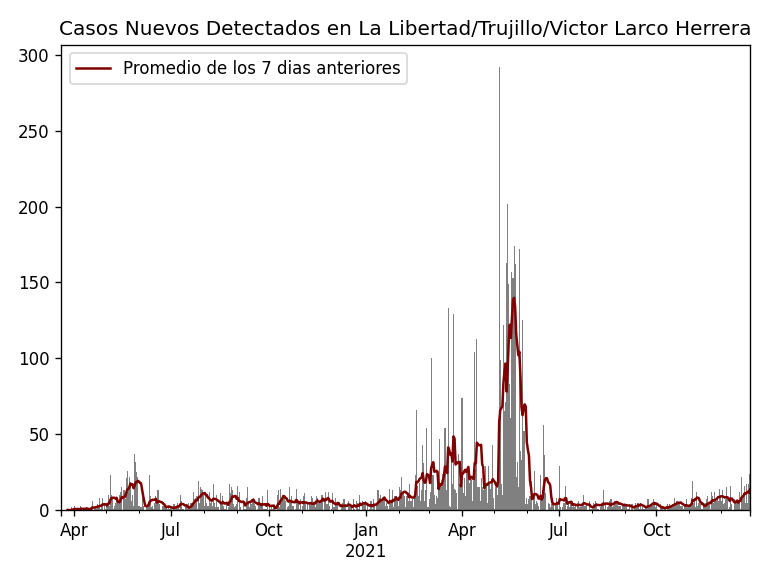 Casos Nuevos Detectados en La Libertad/Trujillo/Victor Larco Herrera
Promedio de los 7 dias anteriores
300
250
200
150
100
50
0
Apr Jul Oct Jan Apr Jul Oct
2021